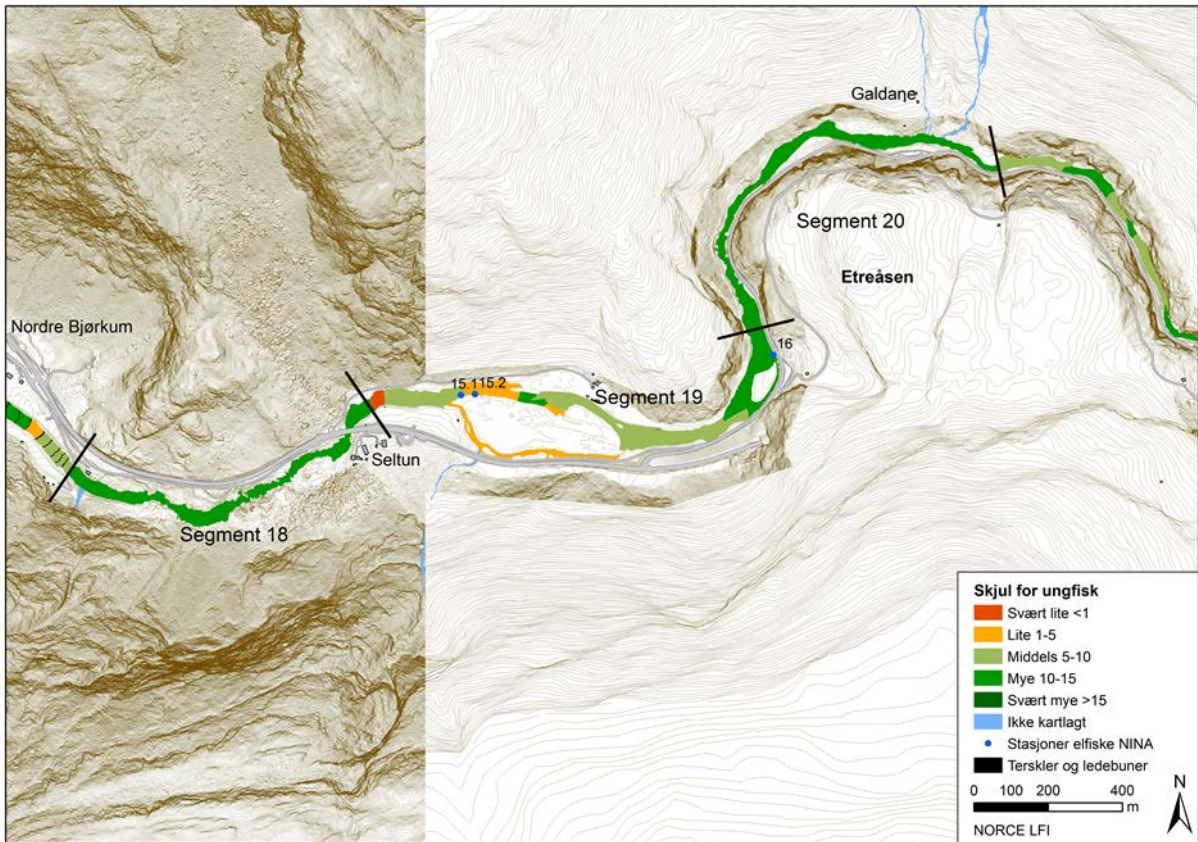 Galdane
Segment 20
Etreåsen
Nordre Bjørkum
16
15.1 15.2
Segment 19
Seltun
Segment 18
Skjul for ungfisk
Svært lite <1
Lite 1-5
Middels 5-10
Mye 10-15
Svært mye >15
Ikke kartlagt
Stasjoner elfiske NINA
Terskler og ledebuner
0 100 200 400
m
N
NORCE LFI